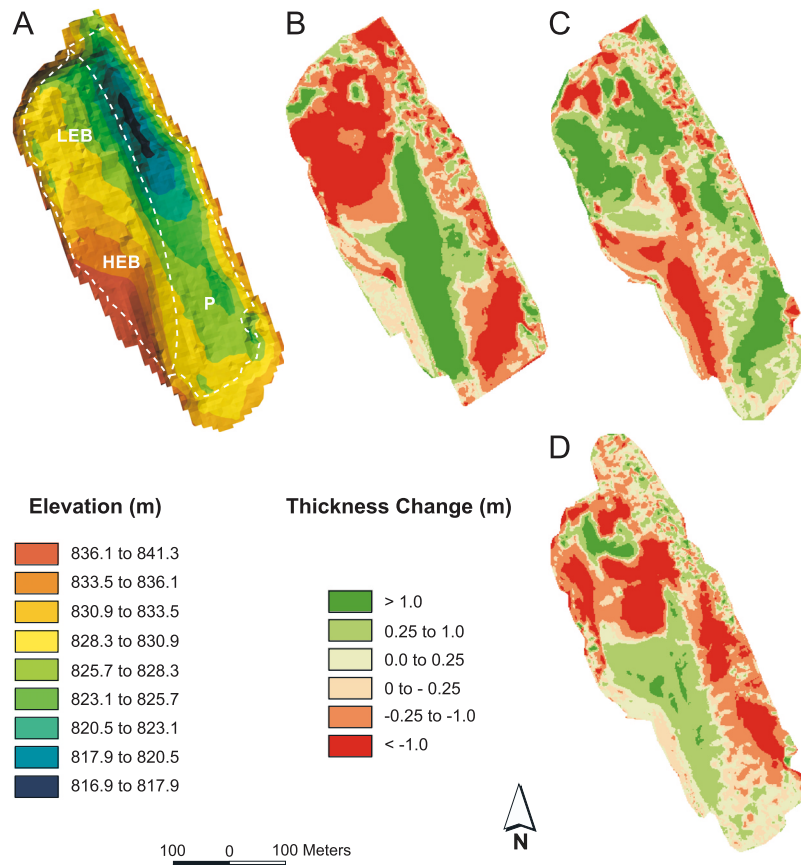 A
B
C
LEB
HEB
P
D
Elevation (m)
836.1 to 841.3
833.5 to 836.1
830.9 to 833.5
828.3 to 830.9
825.7 to 828.3
823.1 to 825.7
820.5 to 823.1
817.9 to 820.5
816.9 to 817.9
Thickness Change (m)
> 1.0
0.25 to 1.0
0.0 to 0.25
0 to - 0.25
-0.25 to -1.0
< -1.0
100 0 100 Meters
N